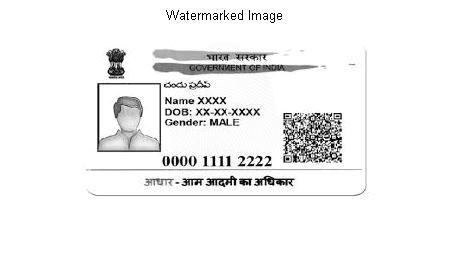 Watermarked Image
भारत सरकार
GOVERNMENT OF INDIA
చందు ప్రదీప్
Name XXXX
DOB: XX-XX-XXXX
Gender: MALE
0000 1111 2222
आधार - आम आदमी का अधिकार